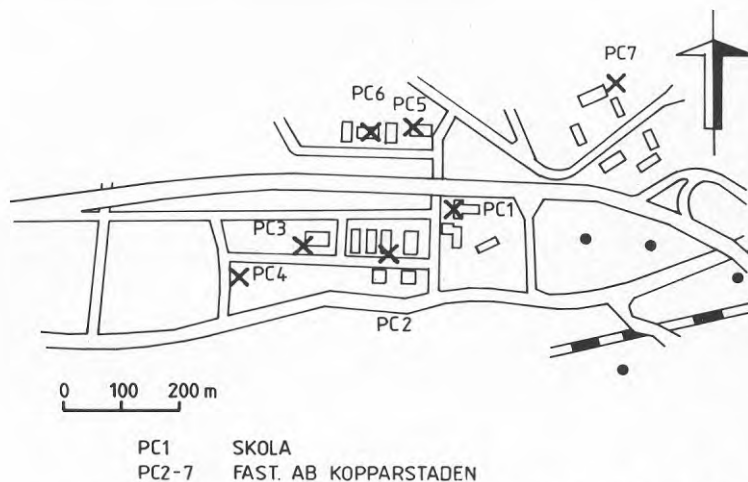 PC7
PC6
PC5
PC1
PC3
PC4
PC2
0 100 200 m
PC1 SKOLA
PC2-7 FAST. AB KOPPARSTADEN